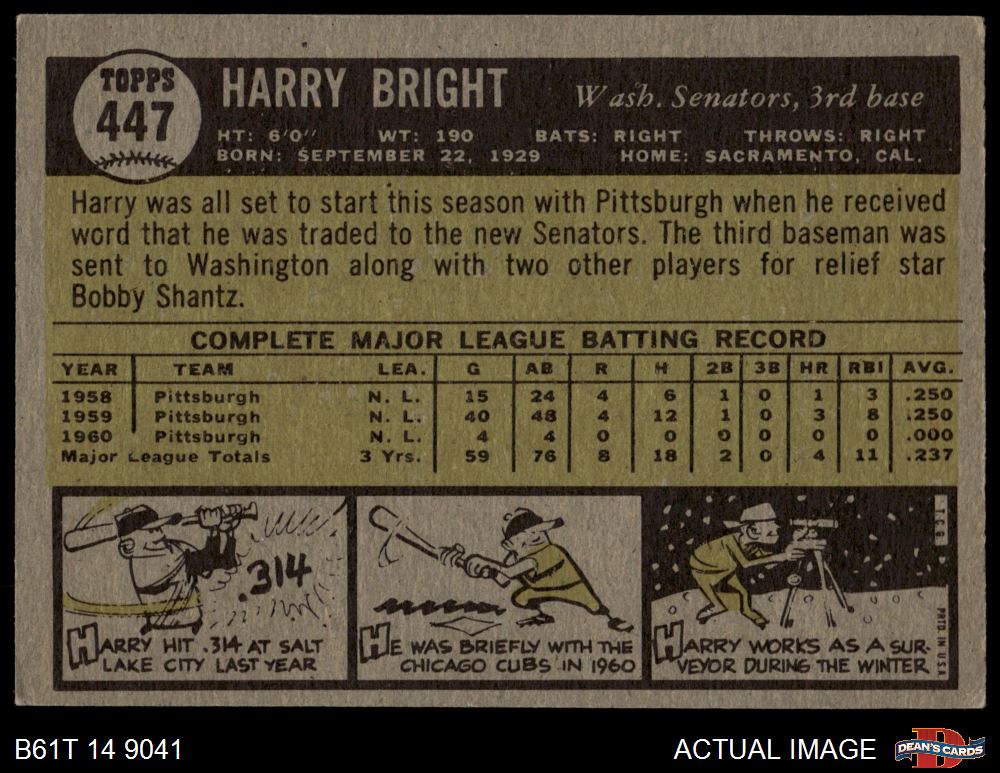 TOPPS
447
HARRY BRIGHT
Wash. Senators, 3rd base
HT: 6'0" WT: 190 BATS: RIGHT THROWS: RIGHT
BORN: SEPTEMBER 22, 1929 HOME: SACRAMENTO, CAL.
Harry was all set to start this season with Pittsburgh when he received
word that he was traded to the new Senators. The third baseman was
sent to Washington along with two other players for relief star
Bobby Shantz.
COMPLETE MAJOR LEAGUE BATTING RECORD
YEAR TEAM LEA. G AB R H 2B 3B HR RBI AVG.
1958 Pittsburgh N. L. 15 24 4 6 1 0 1 3 .250
1959 Pittsburgh N. L. 40 48 4 12 1 0 3 8 .250
1960 Pittsburgh N. L. 4 4 0 0 0 0 0 0 .000
Major League Totals 3 Yrs. 59 76 8 18 2 0 4 11 .237
.314
HARRY HIT .314 AT SALT
LAKE CITY LAST YEAR
HE WAS BRIEFLY WITH THE
CHICAGO CUBS IN 1960
HARRY WORKS AS A SUR-
VEYOR DURING THE WINTER
T.C.G.
PRTD IN U.S.A.
B61T 14 9041
ACTUAL IMAGE
D
DEAN'S CARDS